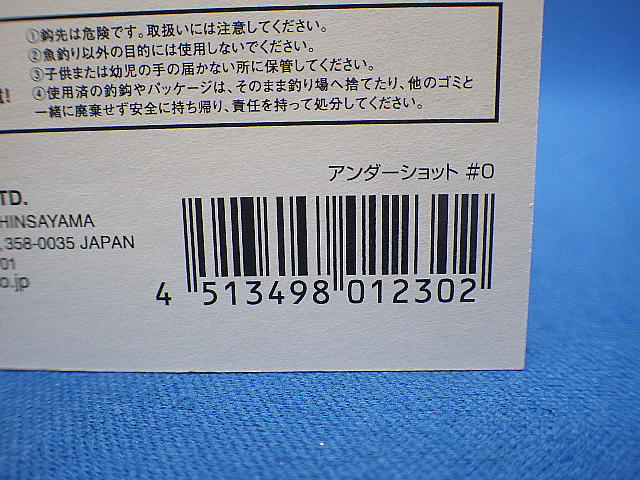 ①鈎先は危険です。取扱いには注意してください。
②魚釣り以外の目的には使用しないでください。
③子供または幼児の手の届かない所に保管してください。
④使用済の釣鈎やパッケージは、そのまま釣り場へ捨てたり、他のゴミと
一緒に廃棄せず安全に持ち帰り、責任を持って処分してください。
アンダーショット #0
TD.
HINSAYAMA
, 358-0035 JAPAN
01
o.jp
4 513498 012302